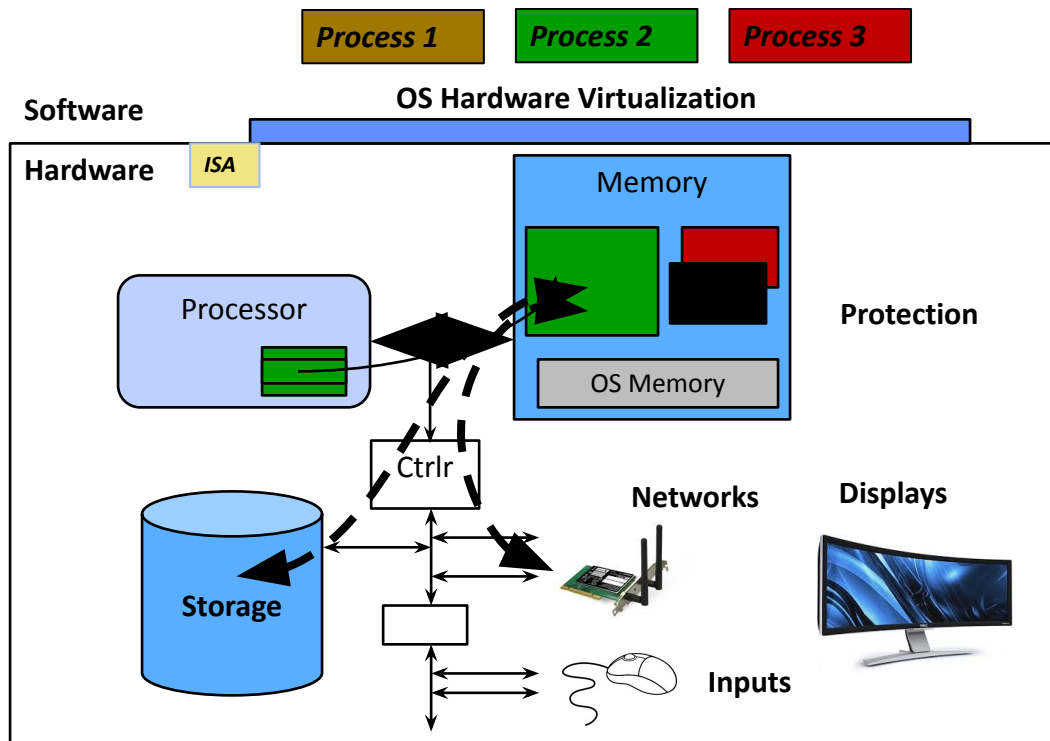 Process 1
Process 2
Process 3
Software
OS Hardware Virtualization
Hardware
ISA
Memory
Processor
Protection
OS Memory
Ctrlr
Networks
Displays
Storage
NEC
Inputs